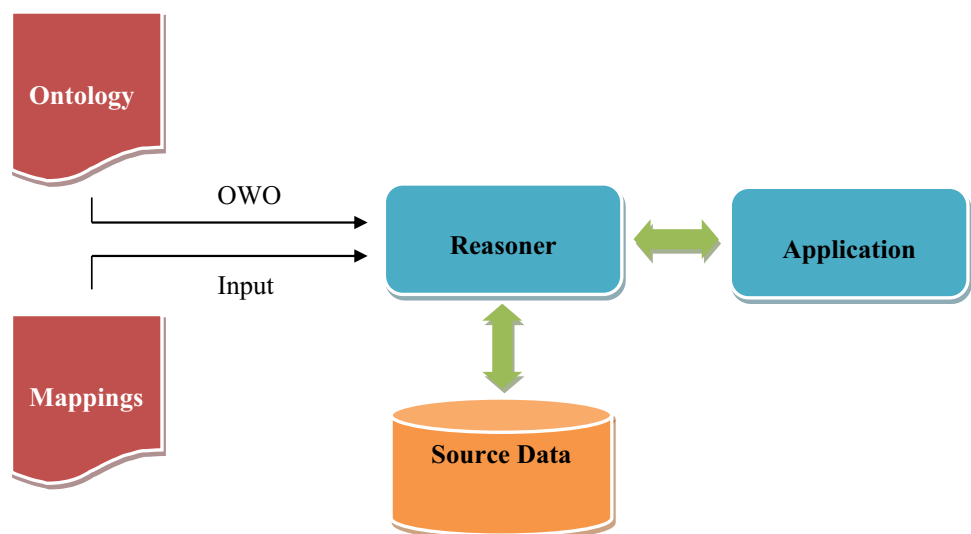 Ontology
OWO
Reasoner
Application
Input
Mappings
Source Data